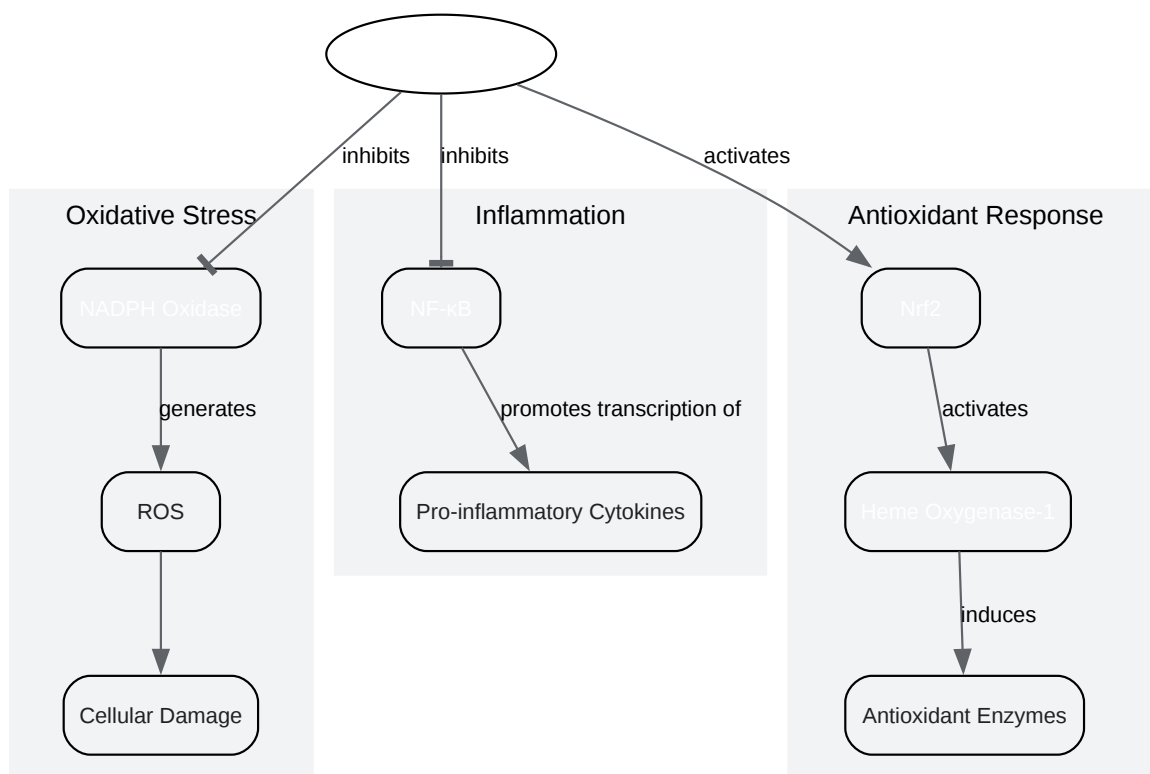 inhibits
inhibits
activates
Oxidative Stress
Inflammation
Antioxidant Response
NADPH Oxidase
NF-κB
Nrf2
generates
promotes transcription of
activates
ROS
Pro-inflammatory Cytokines
Heme Oxygenase-1
induces
Cellular Damage
Antioxidant Enzymes